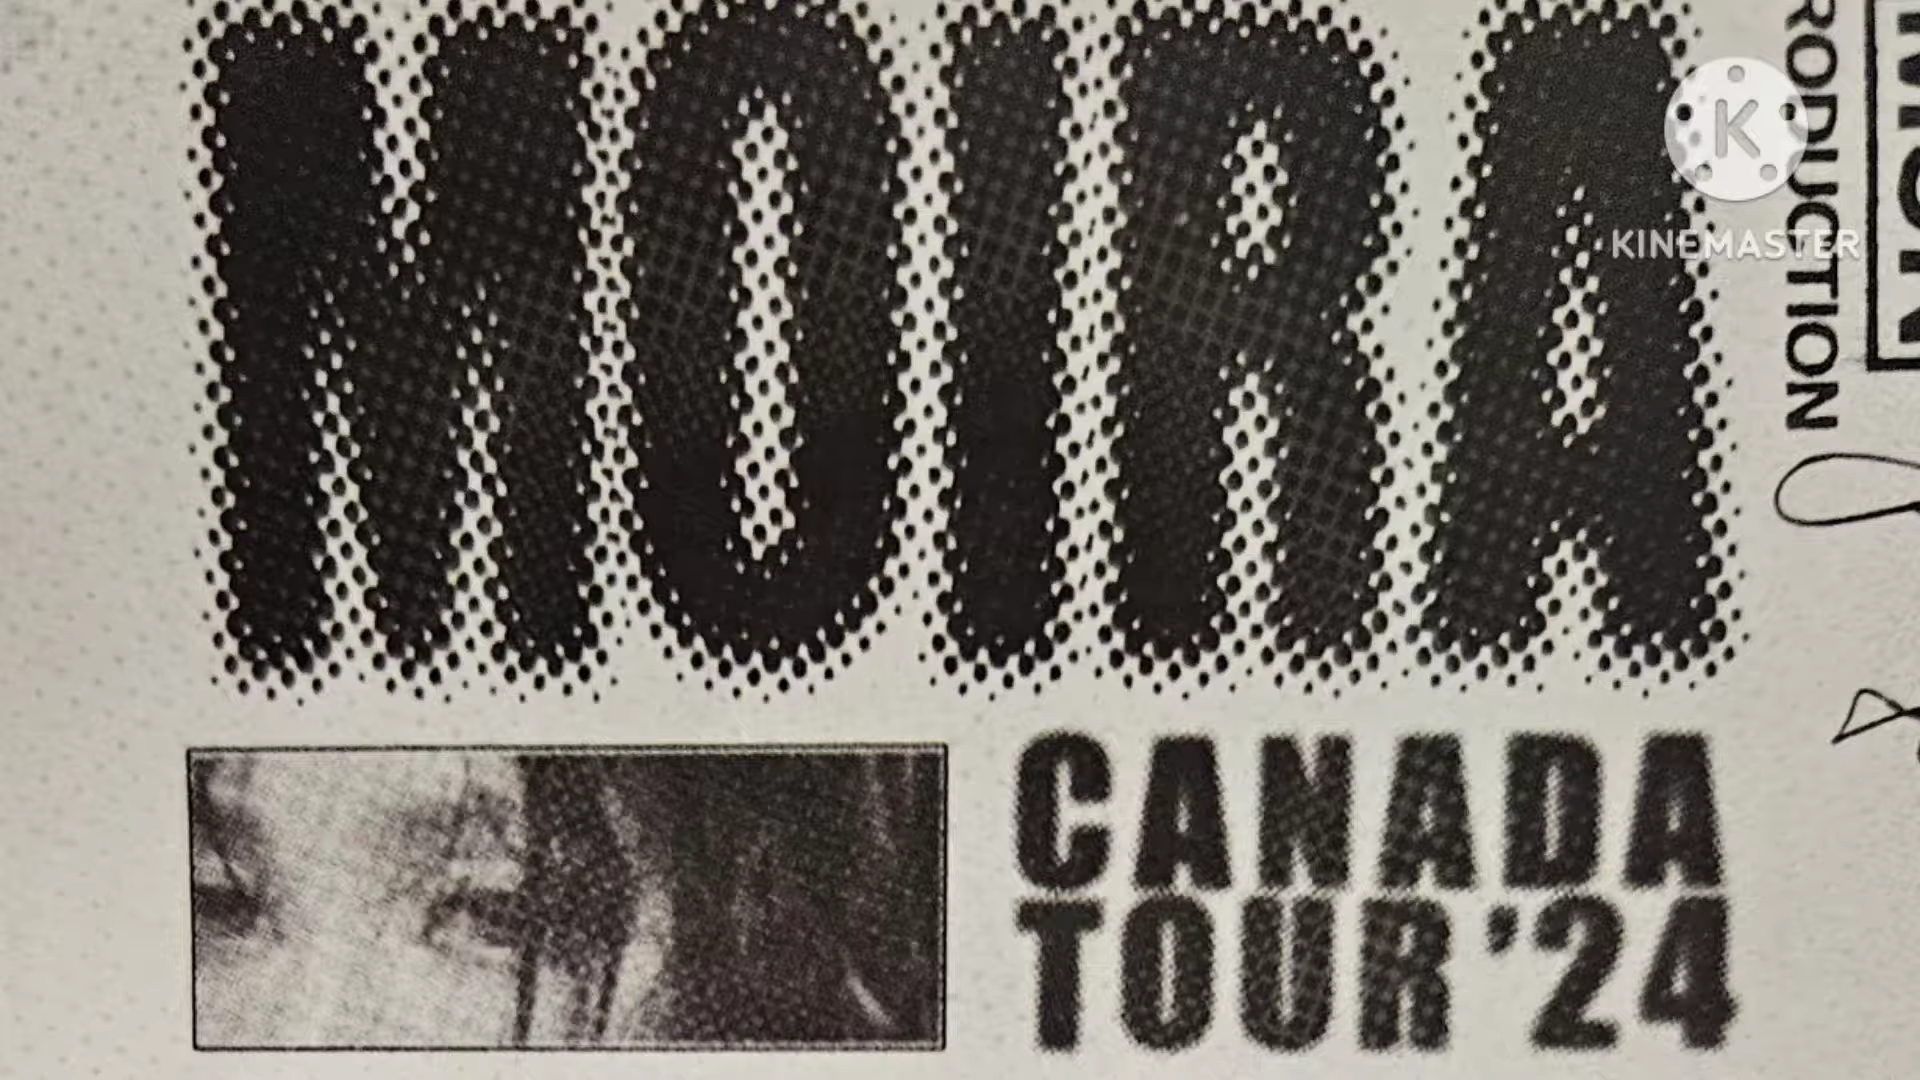 MOIRA
CANADA
TOUR '24
RODUCTION
K
KINEMASTER